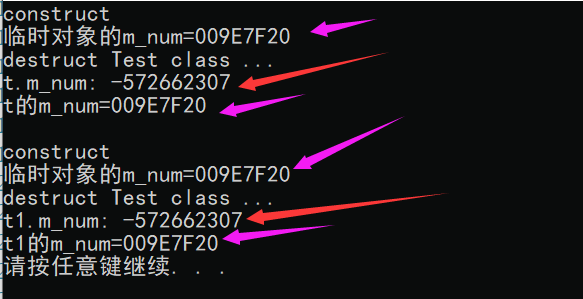 construct
临时对象的m_num=009E7F20
destruct Test class ...
t.m_num: -572662307
t的m_num=009E7F20
construct
临时对象的m_num=009E7F20
destruct Test class ...
t1.m_num: -572662307
t1的m_num=009E7F20
请按任意键继续. . .